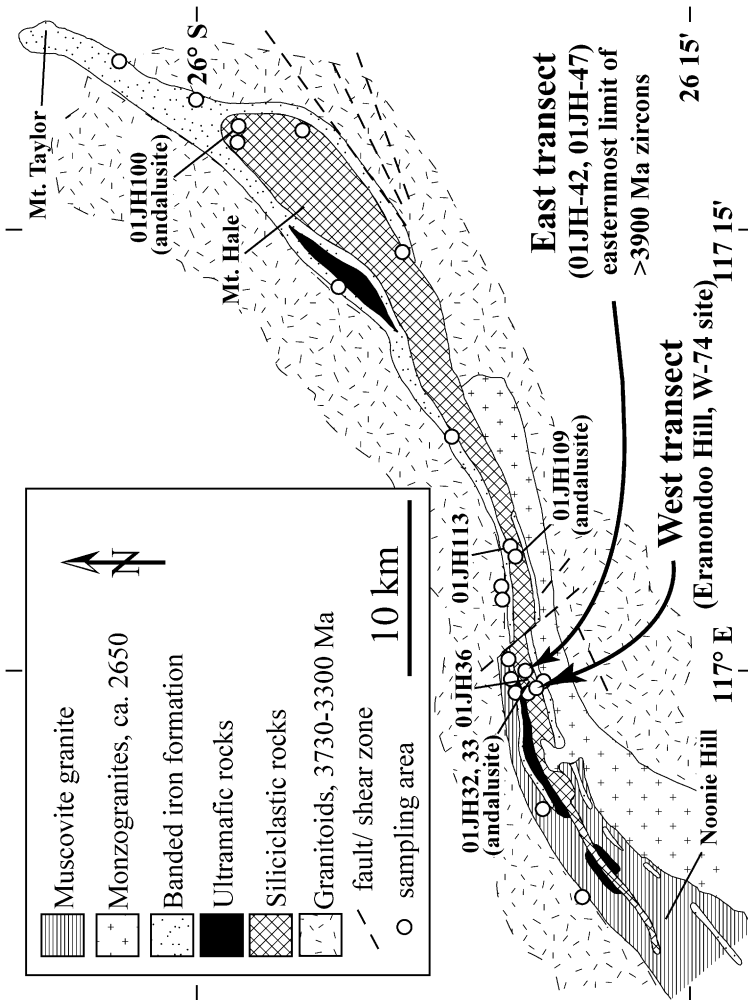 Mt. Taylor
26° S
01JH100
(andalusite)
Mt. Hale
East transect
(01JH-42, 01JH-47)
easternmost limit of
>3900 Ma zircons
26 15'
117 15'
West transect
(Eranondoo Hill, W-74 site)
01JH109
(andalusite)
01JH113
01JH36
01JH32, 33
(andalusite)
117° E
Noonie Hill
N
10 km
Muscovite granite
Monzogranites, ca. 2650
Banded iron formation
Ultramafic rocks
Siliciclastic rocks
Granitoids, 3730-3300 Ma
fault/ shear zone
sampling area